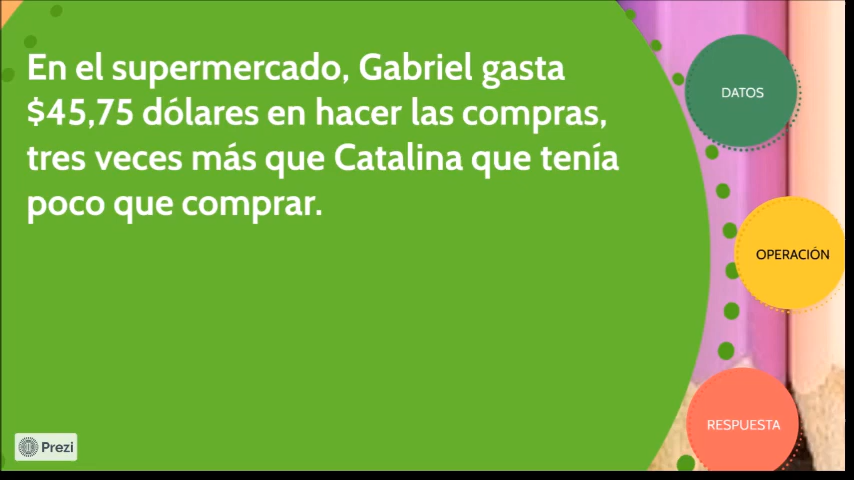 En el supermercado, Gabriel gasta
$45,75 dólares en hacer las compras,
tres veces más que Catalina que tenía
poco que comprar.
DATOS
OPERACIÓN
RESPUESTA
Prezi